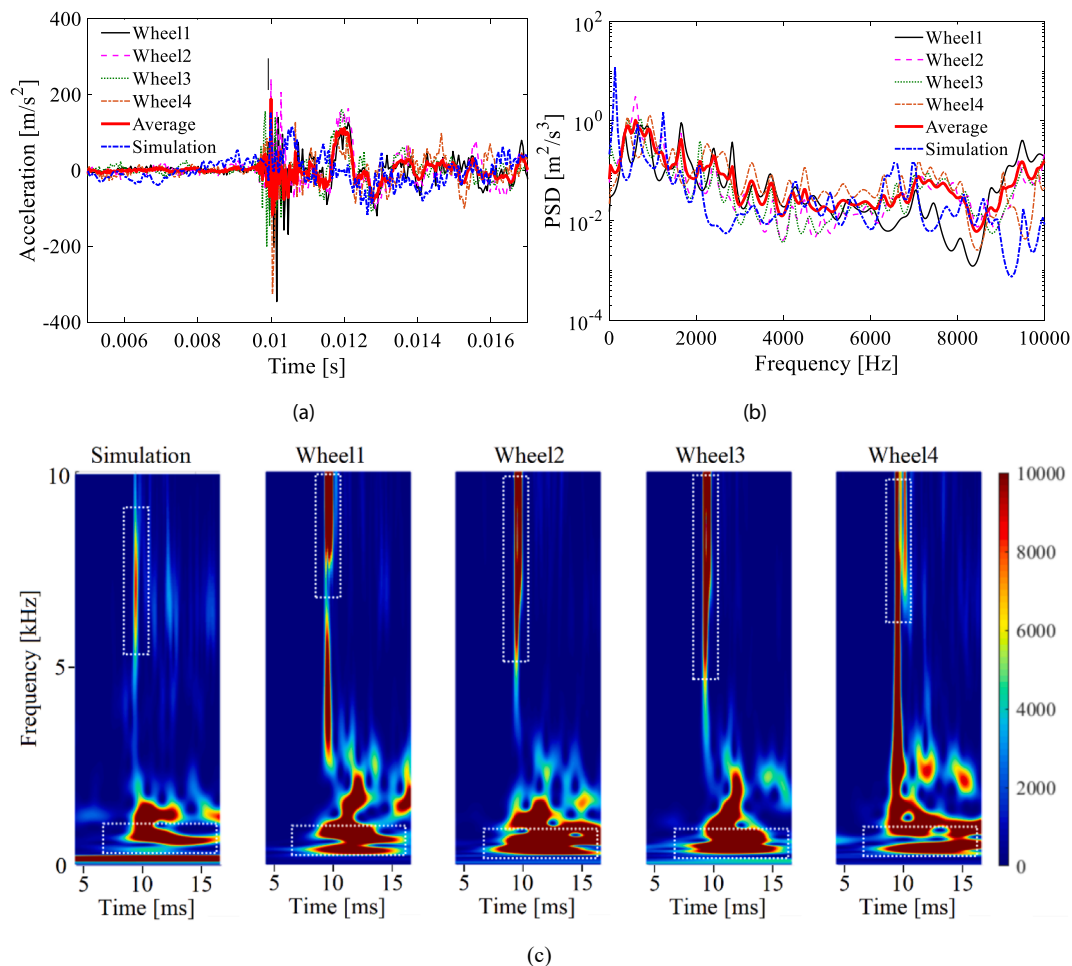 400
200
0
-200
-400
Acceleration [m/s²]
Wheel1
Wheel2
Wheel3
Wheel4
Average
Simulation
0.006 0.008 0.01 0.012 0.014 0.016
Time [s]
(a)
10²
10⁰
10⁻²
10⁻⁴
PSD [m²/s³]
Wheel1
Wheel2
Wheel3
Wheel4
Average
Simulation
0 2000 4000 6000 8000 10000
Frequency [Hz]
(b)
Simulation Wheel1 Wheel2 Wheel3 Wheel4
10
5
0
Frequency [kHz]
10000
8000
6000
4000
2000
0
5 10 15 5 10 15 5 10 15 5 10 15 5 10 15
Time [ms] Time [ms] Time [ms] Time [ms] Time [ms]
(c)